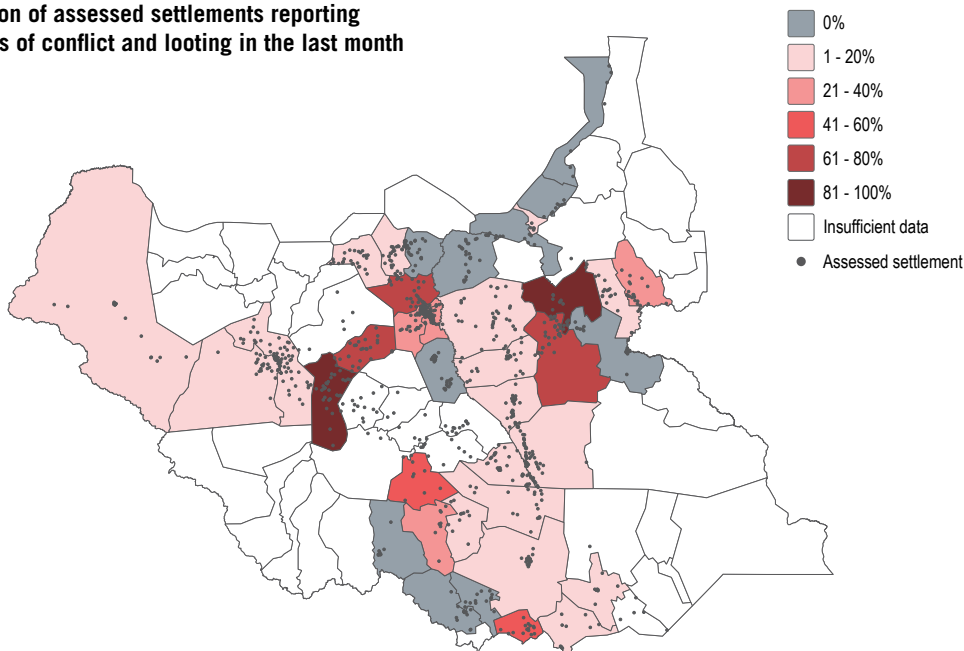 on of assessed settlements reporting
s of conflict and looting in the last month
0%
1 - 20%
21 - 40%
41 - 60%
61 - 80%
81 - 100%
Insufficient data
Assessed settlement